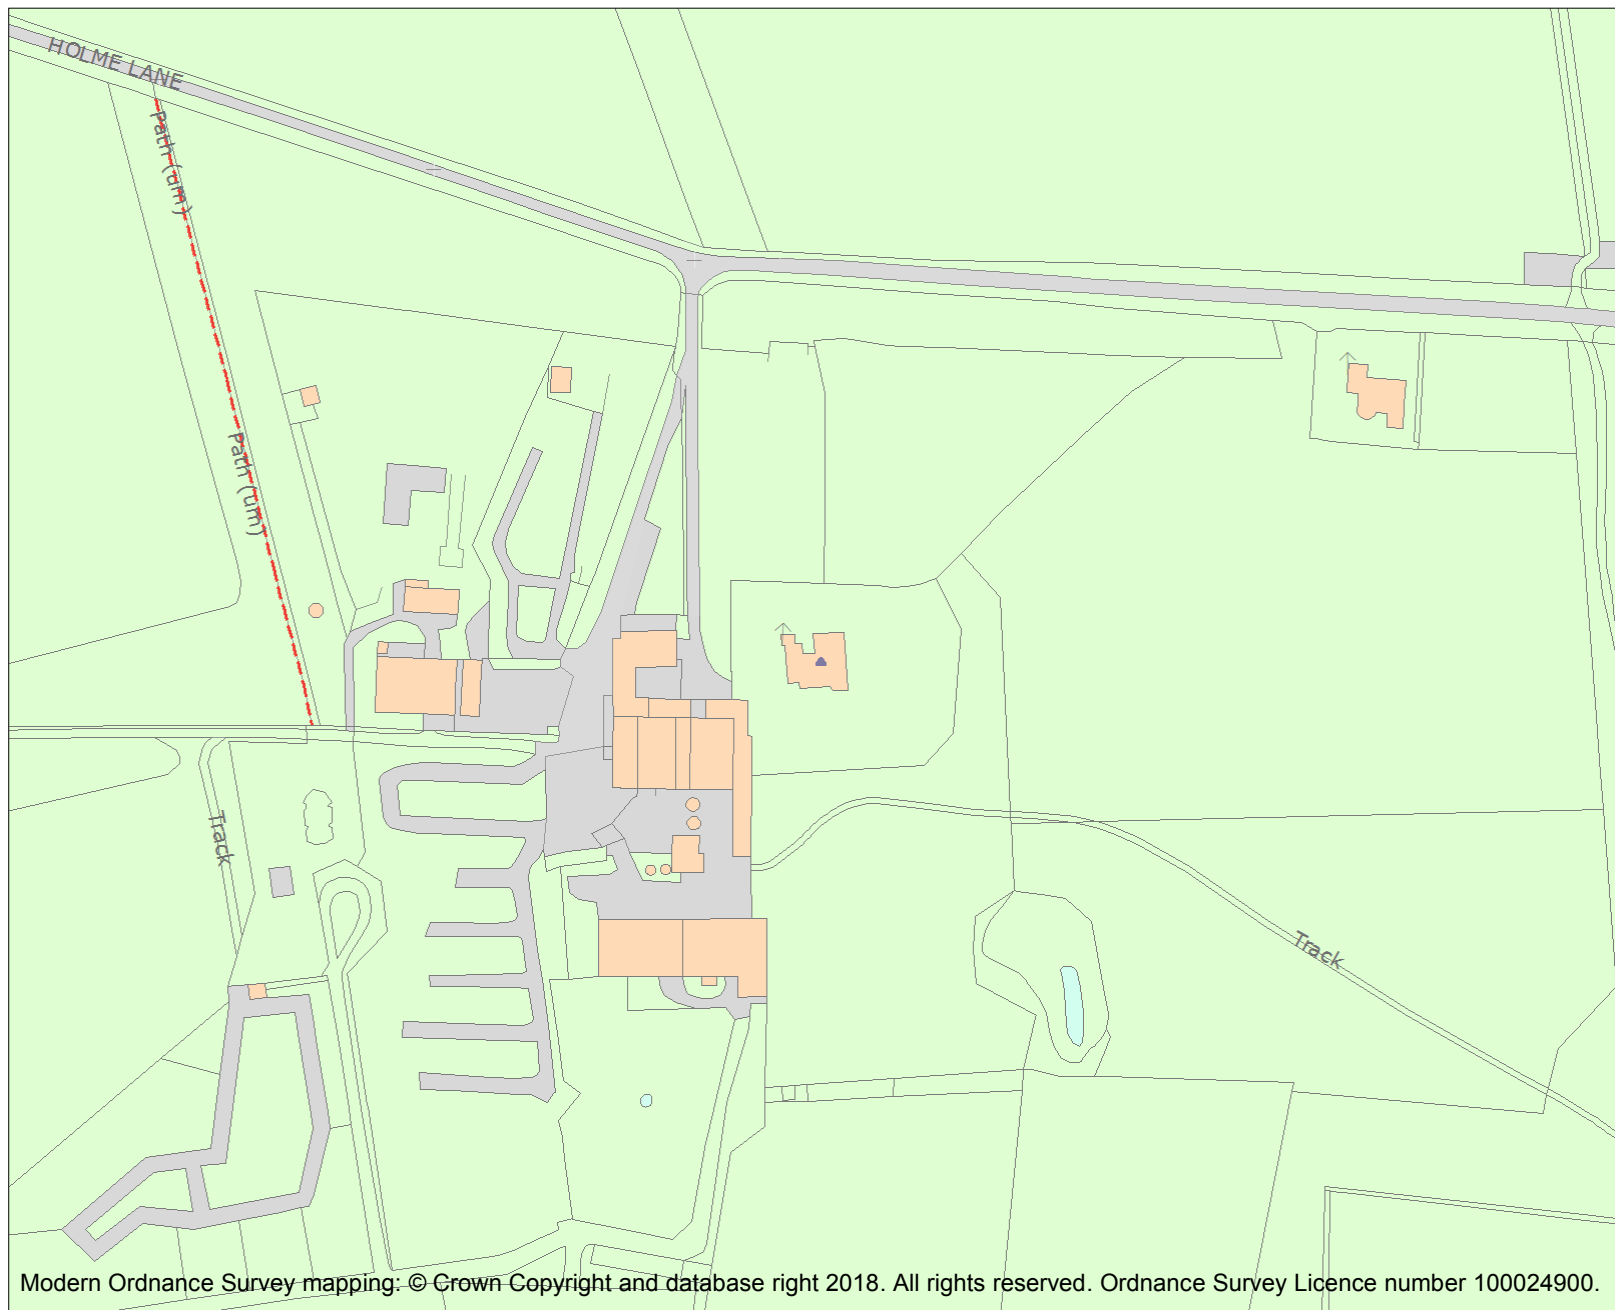 HOLME LANE
Path (um)
Path (um)
Track
Track
Modern Ordnance Survey mapping: © Crown Copyright and database right 2018. All rights reserved. Ordnance Survey Licence number 100024900.